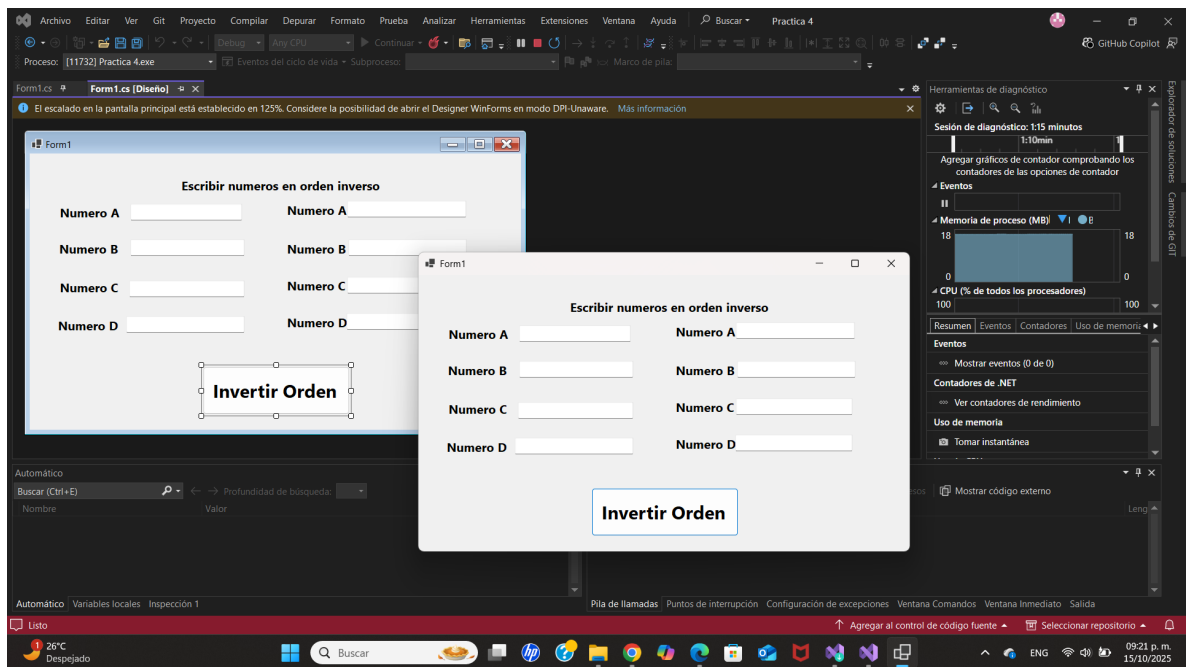 Archivo Editar Ver Git Proyecto Compilar Depurar Formato Prueba Analizar Herramientas Extensiones Ventana Ayuda Buscar Practica 4
Debug Any CPU Continuar GitHub Copilot
Proceso: [11732] Practica 4.exe Eventos del ciclo de vida Subproceso: Marco de pila:
Form1.cs Form1.cs [Diseño]
El escalado en la pantalla principal está establecido en 125%. Considere la posibilidad de abrir el Designer WinForms en modo DPI-Unaware. Más información
Form1
Escribir numeros en orden inverso
Numero A Numero A
Numero B Numero B
Numero C Numero C
Numero D Numero D
Invertir Orden
Form1
Escribir numeros en orden inverso
Numero A Numero A
Numero B Numero B
Numero C Numero C
Numero D Numero D
Invertir Orden
Herramientas de diagnóstico
Sesión de diagnóstico: 1:15 minutos
1:10min
Agregar gráficos de contador comprobando los
contadores de las opciones de contador
Eventos
Memoria de proceso (MB)
18 18
0 0
CPU (% de todos los procesadores)
100 100
Resumen Eventos Contadores Uso de memori
Eventos
Mostrar eventos (0 de 0)
Contadores de .NET
Ver contadores de rendimiento
Uso de memoria
Tomar instantánea
Explorador de soluciones
Cambios de GIT
Automático
Buscar (Ctrl+E) Profundidad de búsqueda:
Nombre Valor
Mostrar código externo
Leng
Automático Variables locales Inspección 1
Pila de llamadas Puntos de interrupción Configuración de excepciones Ventana Comandos Ventana Inmediato Salida
Listo Agregar al control de código fuente Seleccionar repositorio
1 26°C
Despejado
Buscar
ENG 09:21 p. m.
15/10/2025